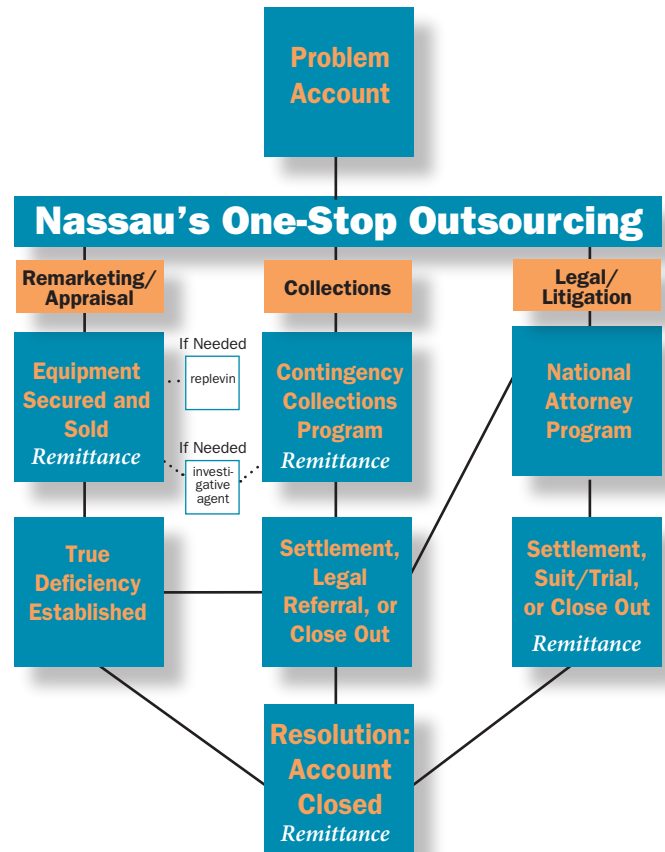 Problem
Account
Nassau's One-Stop Outsourcing
Remarketing/
Appraisal
Collections
Legal/
Litigation
Equipment
Secured and
Sold
Remittance
If Needed
replevin
If Needed
investi-
gative
agent
Contingency
Collections
Program
Remittance
National
Attorney
Program
True
Deficiency
Established
Settlement,
Legal
Referral, or
Close Out
Settlement,
Suit/Trial,
or Close Out
Remittance
Resolution:
Account
Closed
Remittance